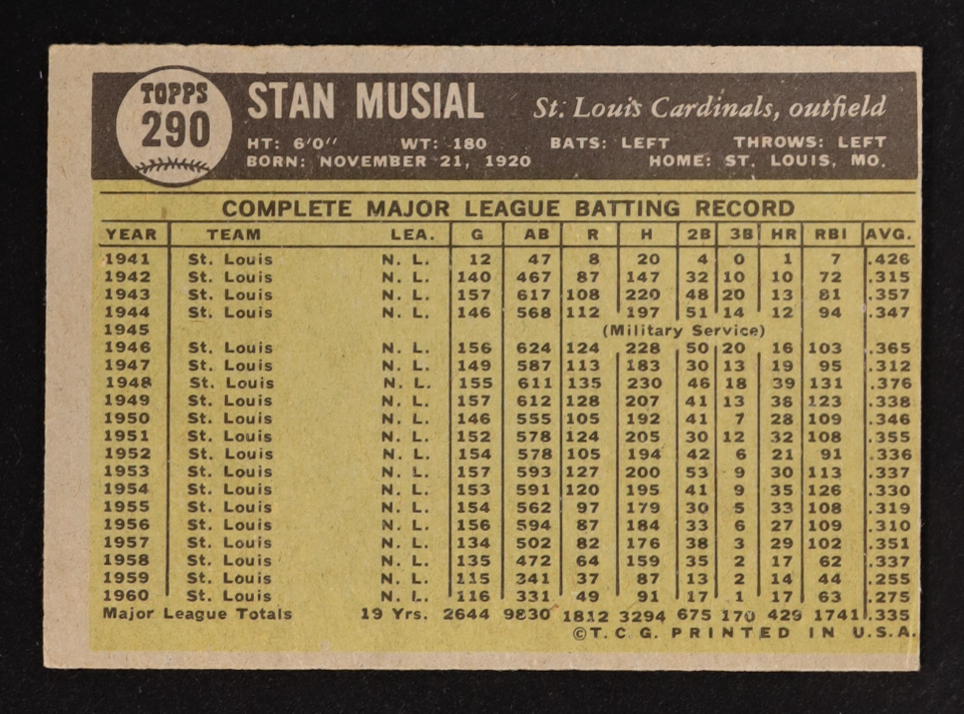 TOPPS
290
STAN MUSIAL St. Louis Cardinals, outfield
HT: 6'0" WT: 180 BATS: LEFT THROWS: LEFT
BORN: NOVEMBER 21, 1920 HOME: ST. LOUIS, MO.
COMPLETE MAJOR LEAGUE BATTING RECORD
YEAR TEAM LEA. G AB R H 2B 3B HR RBI AVG.
1941 St. Louis N. L. 12 47 8 20 4 0 1 7 .426
1942 St. Louis N. L. 140 467 87 147 32 10 10 72 .315
1943 St. Louis N. L. 157 617 108 220 48 20 13 81 .357
1944 St. Louis N. L. 146 568 112 197 51 14 12 94 .347
1945 (Military Service)
1946 St. Louis N. L. 156 624 124 228 50 20 16 103 .365
1947 St. Louis N. L. 149 587 113 183 30 13 19 95 .312
1948 St. Louis N. L. 155 611 135 230 46 18 39 131 .376
1949 St. Louis N. L. 157 612 128 207 41 13 36 123 .338
1950 St. Louis N. L. 146 555 105 192 41 7 28 109 .346
1951 St. Louis N. L. 152 578 124 205 30 12 32 108 .355
1952 St. Louis N. L. 154 578 105 194 42 6 21 91 .336
1953 St. Louis N. L. 157 593 127 200 53 9 30 113 .337
1954 St. Louis N. L. 153 591 120 195 41 9 35 126 .330
1955 St. Louis N. L. 154 562 97 179 30 5 33 108 .319
1956 St. Louis N. L. 156 594 87 184 33 6 27 109 .310
1957 St. Louis N. L. 134 502 82 176 38 3 29 102 .351
1958 St. Louis N. L. 135 472 64 159 35 2 17 62 .337
1959 St. Louis N. L. 115 341 37 87 13 2 14 44 .255
1960 St. Louis N. L. 116 331 49 91 17 1 17 63 .275
Major League Totals 19 Yrs. 2644 9830 1812 3294 675 170 429 1741 .335
©T.C.G. PRINTED IN U.S.A.